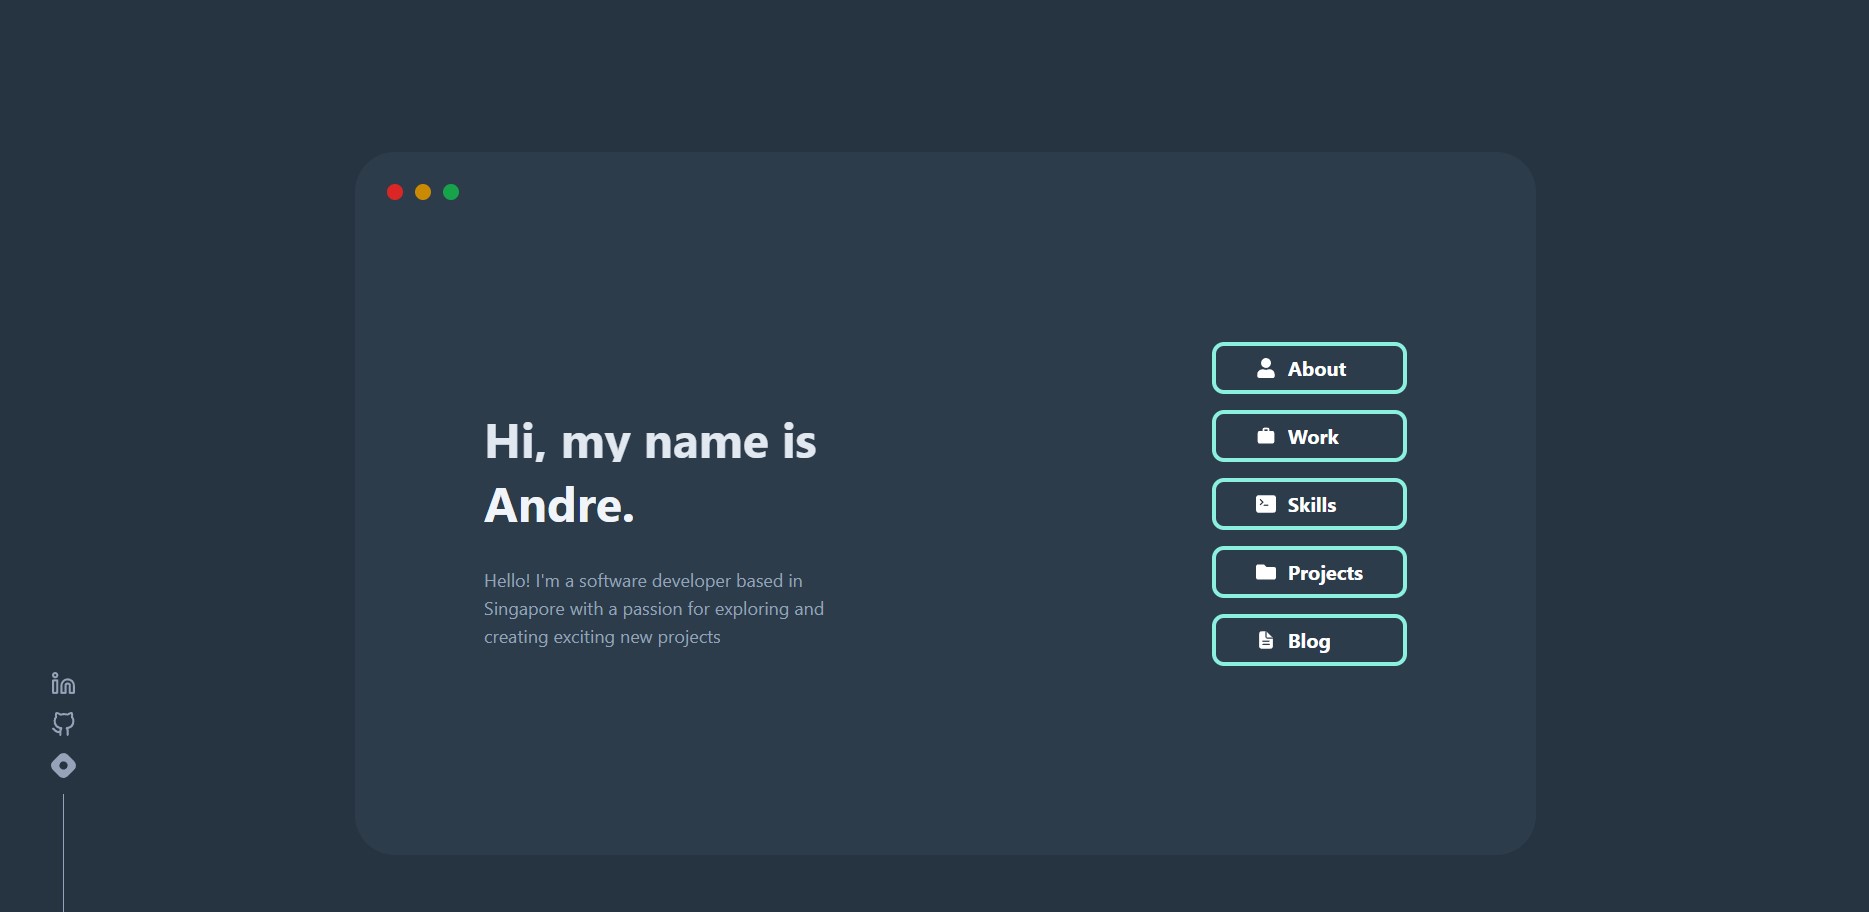 Hi, my name is
Andre.
Hello! I'm a software developer based in
Singapore with a passion for exploring and
creating exciting new projects
About
Work
Skills
Projects
Blog